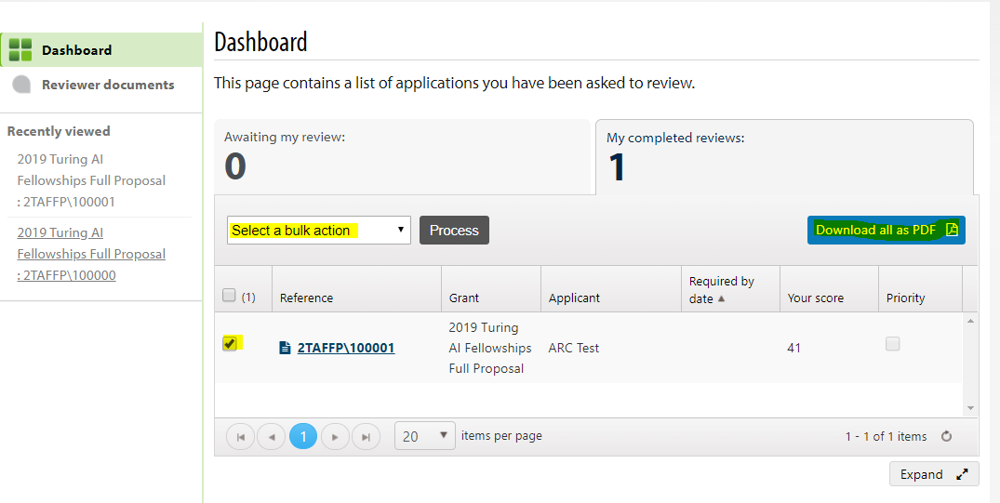 Dashboard
Reviewer documents
Recently viewed
2019 Turing AI
Fellowships Full Proposal
: 2TAFFP\100001
2019 Turing AI
Fellowships Full Proposal
: 2TAFFP\100000
Dashboard
This page contains a list of applications you have been asked to review.
Awaiting my review:
0
My completed reviews:
1
Select a bulk action
Process
Download all as PDF
(1)
Reference
Grant
Applicant
Required by
date
Your score
Priority
2TAFFP\100001
2019 Turing
AI Fellowships
Full Proposal
ARC Test
41
1
20
items per page
1 - 1 of 1 items
Expand